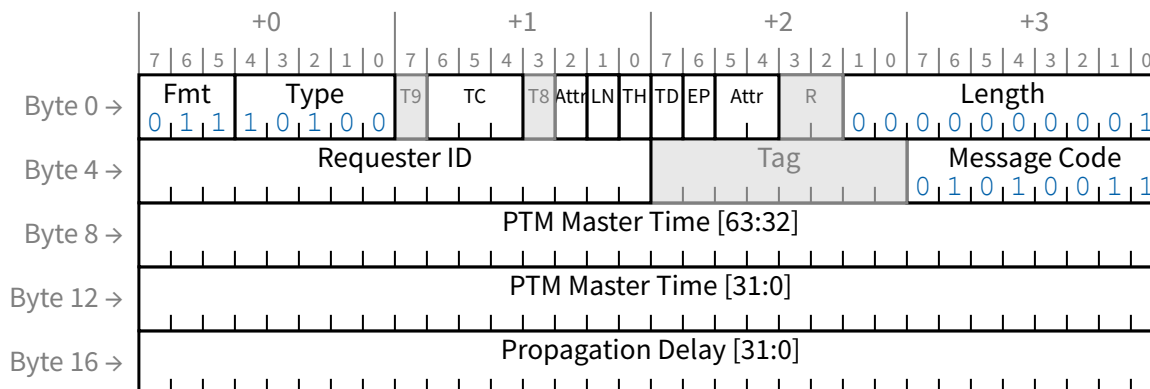 +0 +1 +2 +3
7 6 5 4 3 2 1 0 7 6 5 4 3 2 1 0 7 6 5 4 3 2 1 0 7 6 5 4 3 2 1 0
Byte 0 → Fmt Type T9 TC T8 Attr LN TH TD EP Attr R Length
0 1 1 1 0 1 0 0 0 0 0 0 0 0 0 0 0 1
Byte 4 → Requester ID Tag Message Code
0 1 0 1 0 0 1 1
Byte 8 → PTM Master Time [63:32]
Byte 12 → PTM Master Time [31:0]
Byte 16 → Propagation Delay [31:0]